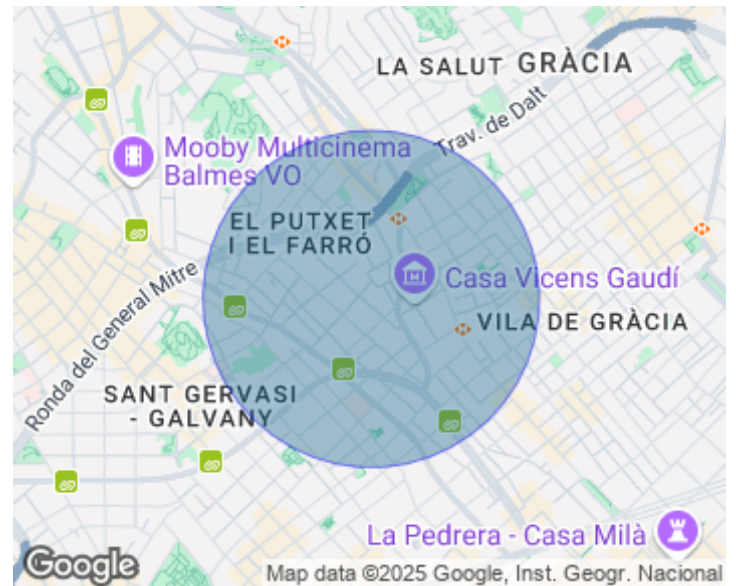 LA SALUT
GRÀCIA
Trav. de Dalt
Mooby Multicinema
Balmes VO
EL PUTXET
I EL FARRÓ
Casa Vicens Gaudí
Ronda del General Mitre
VILA DE GRÀCIA
SANT GERVASI
- GALVANY
La Pedrera - Casa Milà
Google
Map data ©2025 Google, Inst. Geogr. Nacional